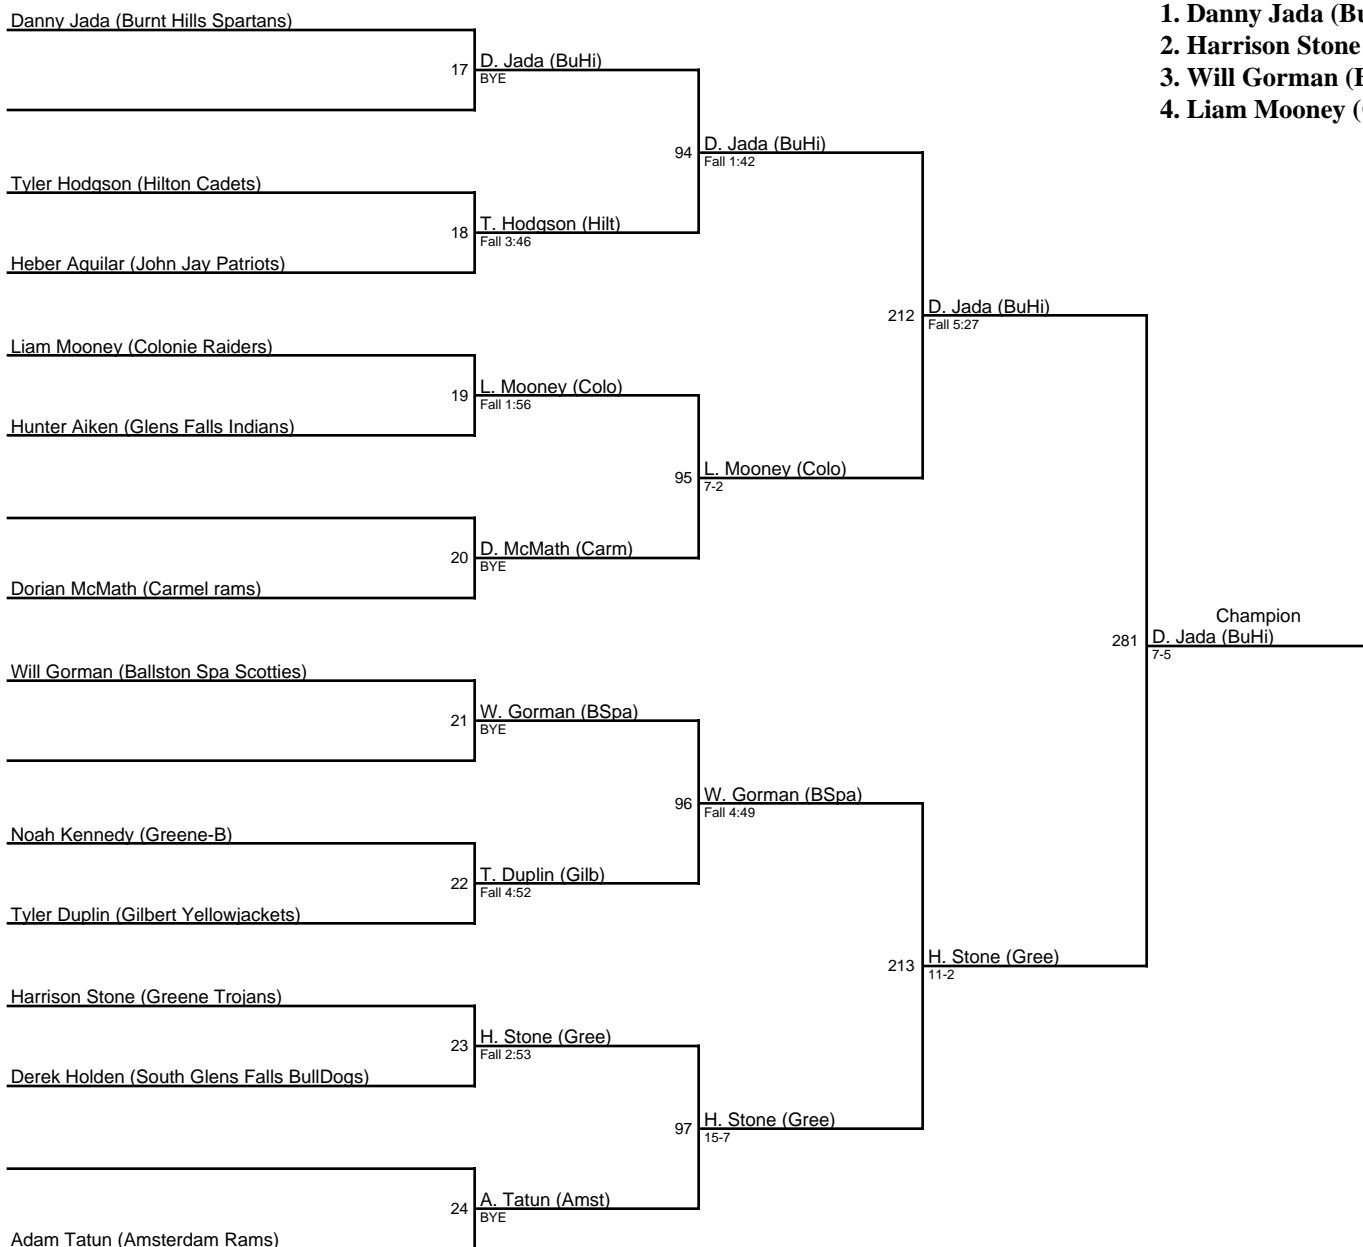 1. Danny Jada (Bu
2. Harrison Stone
3. Will Gorman (
4. Liam Mooney (
Danny Jada (Burnt Hills Spartans)
17 D. Jada (BuHi)
BYE
94 D. Jada (BuHi)
Fall 1:42
Tyler Hodgson (Hilton Cadets)
18 T. Hodgson (Hilt)
Fall 3:46
Heber Aguilar (John Jay Patriots)
212 D. Jada (BuHi)
Fall 5:27
Liam Mooney (Colonie Raiders)
19 L. Mooney (Colo)
Fall 1:56
Hunter Aiken (Glens Falls Indians)
95 L. Mooney (Colo)
7-2
20 D. McMath (Carm)
BYE
Dorian McMath (Carmel rams)
Champion
281 D. Jada (BuHi)
7-5
Will Gorman (Ballston Spa Scotties)
21 W. Gorman (BSpa)
BYE
96 W. Gorman (BSpa)
Fall 4:49
Noah Kennedy (Greene-B)
22 T. Duplin (Gilb)
Fall 4:52
Tyler Duplin (Gilbert Yellowjackets)
213 H. Stone (Gree)
11-2
Harrison Stone (Greene Trojans)
23 H. Stone (Gree)
Fall 2:53
Derek Holden (South Glens Falls BullDogs)
97 H. Stone (Gree)
15-7
24 A. Tatun (Amst)
BYE
Adam Tatun (Amsterdam Rams)